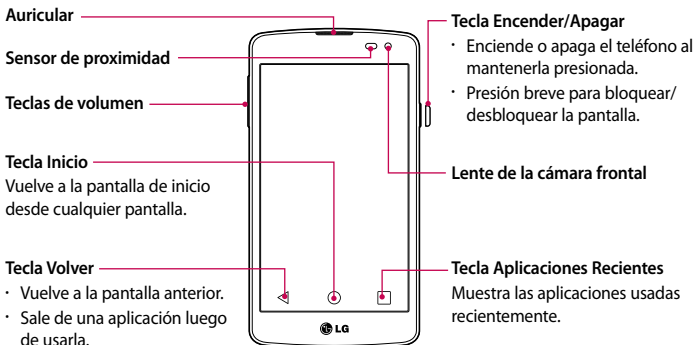 Auricular
Sensor de proximidad
Teclas de volumen
Tecla Inicio
Vuelve a la pantalla de inicio
desde cualquier pantalla.
Tecla Volver
· Vuelve a la pantalla anterior.
· Sale de una aplicación luego
de usarla.
LG
Tecla Encender/Apagar
· Enciende o apaga el teléfono al
mantenerla presionada.
· Presión breve para bloquear/
desbloquear la pantalla.
Lente de la cámara frontal
Tecla Aplicaciones Recientes
Muestra las aplicaciones usadas
recientemente.